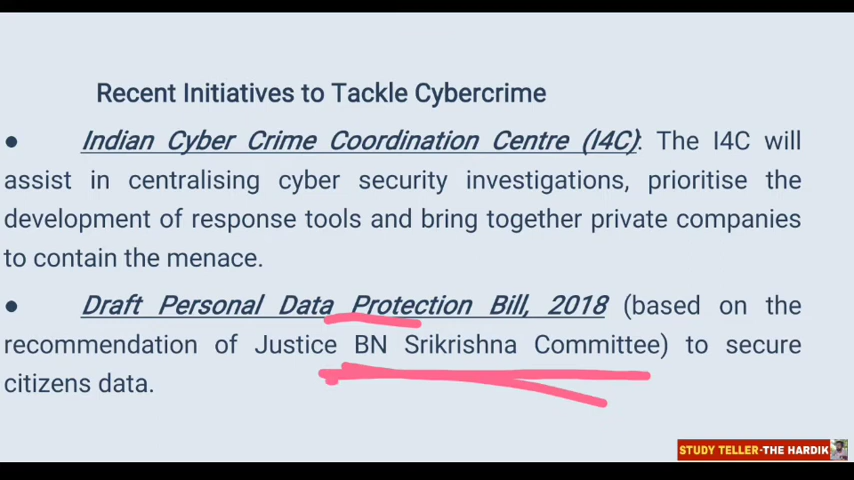 Recent Initiatives to Tackle Cybercrime
● Indian Cyber Crime Coordination Centre (I4C): The I4C will
assist in centralising cyber security investigations, prioritise the
development of response tools and bring together private companies
to contain the menace.
● Draft Personal Data Protection Bill, 2018 (based on the
recommendation of Justice BN Srikrishna Committee) to secure
citizens data.
STUDY TELLER-THE HARDIK